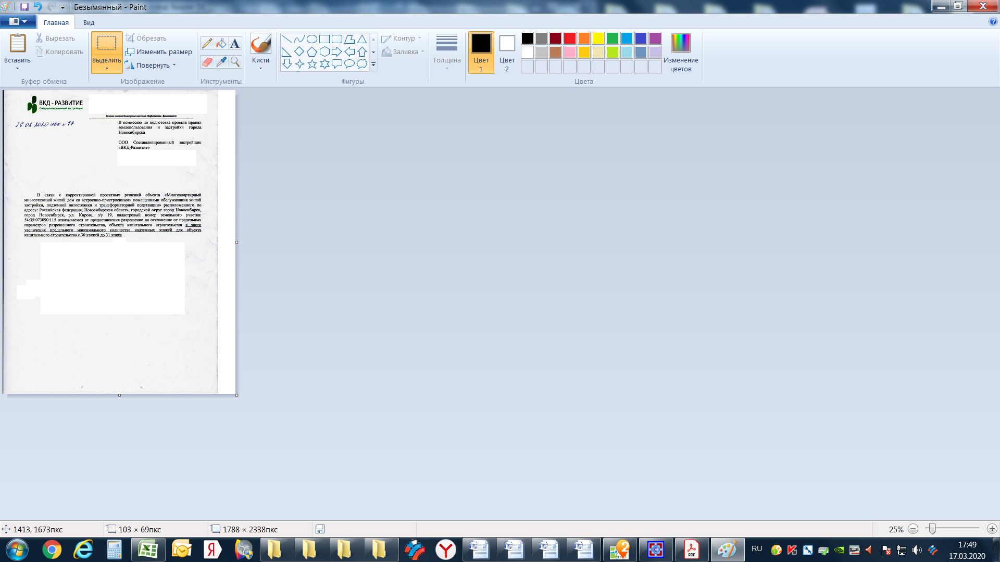 Безымянный - Paint
Главная
Вид
Вставить
Вырезать
Копировать
Буфер обмена
Выделить
Обрезать
Изменить размер
Повернуть
Изображение
A
Инструменты
Кисти
Фигуры
Контур
Заливка
Толщина
Цвет
1
Цвет
2
Изменение
цветов
Цвета
ВКД - РАЗВИТИЕ
Специализированный застройщик
Дочерняя компания Фонда прямых инвестиций
26.02.2020 исх № 17
В комиссию по подготовке проекта правил
землепользования и застройки города
Новосибирска
ООО Специализированный застройщик
«ВКД-Развитие»
В связи с корректировкой проектных решений объекта «Многоквартирный
многоэтажный жилой дом со встроенно-пристроенными помещениями обслуживания жилой
застройки, подземной автостоянки и трансформаторной подстанции» расположенного по
адресу: Российская федерация, Новосибирская область, городской округ город Новосибирск,
город Новосибирск, ул. Кирова, з/у 19, кадастровый номер земельного участка:
54:35:073090:115 отказываемся от предоставления разрешение на отклонение от предельных
параметров разрешенного строительства, объекта капитального строительства в части
увеличения предельного максимального количества надземных этажей для объекта
капитального строительства с 30 этажей до 31 этажа.
1413, 1673пкс
103 × 69пкс
1788 × 2338пкс
25%
RU
17:49
17.03.2020